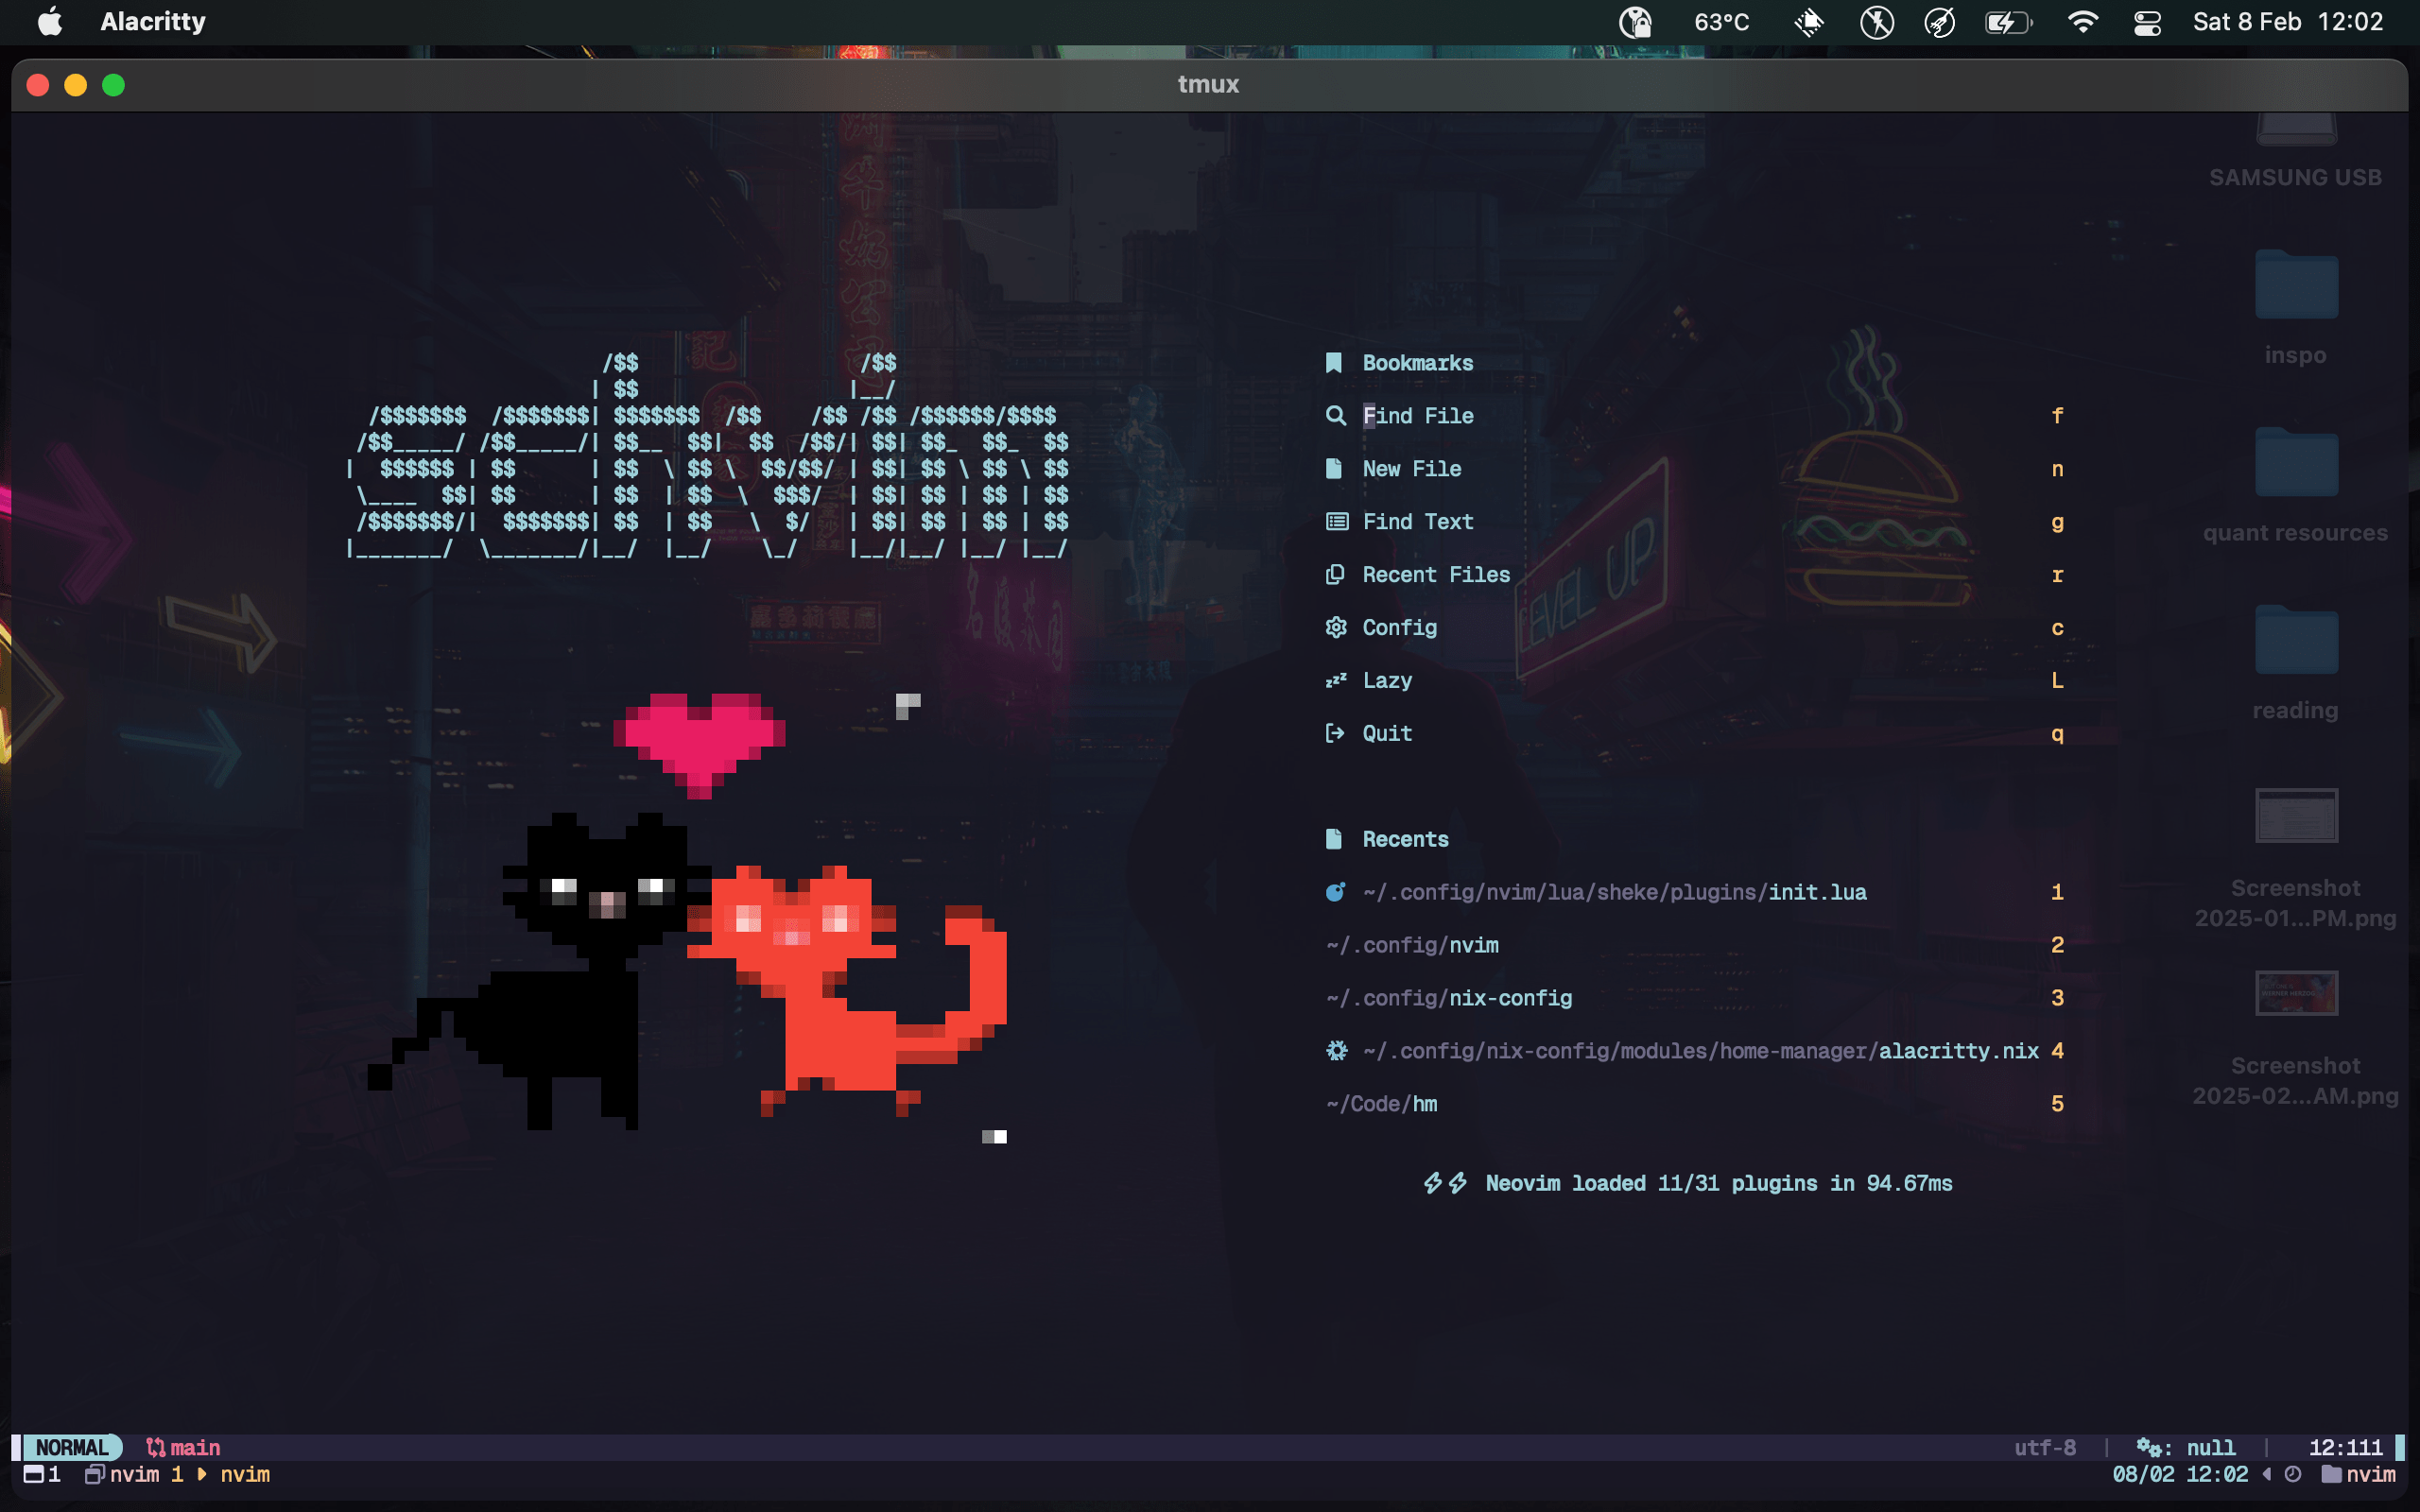 Alacritty
63°C
Sat 8 Feb 12:02
tmux
SAMSUNG USB
inspo
quant resources
reading
Screenshot
2025-01...PM.png
Screenshot
2025-02...AM.png
                     /$$                  /$$
                    | $$                 |__/
  /$$$$$$$  /$$$$$$$| $$$$$$$  /$$    /$$ /$$ /$$$$$$/$$$$
 /$$_____/ /$$_____/| $$__  $$|  $$  /$$/| $$| $$_  $$_  $$
|  $$$$$$ | $$      | $$  \ $$ \  $$/$$/ | $$| $$ \ $$ \ $$
 \____  $$| $$      | $$  | $$  \  $$$/  | $$| $$ | $$ | $$
 /$$$$$$$/|  $$$$$$$| $$  | $$   \  $/   | $$| $$ | $$ | $$
|_______/  \_______/|__/  |__/    \_/    |__/|__/ |__/ |__/
Bookmarks
Find File f
New File n
Find Text g
Recent Files r
Config c
Lazy L
Quit q
LEVEL UP
Recents
~/.config/nvim/lua/sheke/plugins/init.lua 1
~/.config/nvim 2
~/.config/nix-config 3
~/.config/nix-config/modules/home-manager/alacritty.nix 4
~/Code/hm 5
Neovim loaded 11/31 plugins in 94.67ms
NORMAL main utf-8 | : null | 12:111
1 nvim 1 nvim 08/02 12:02 nvim